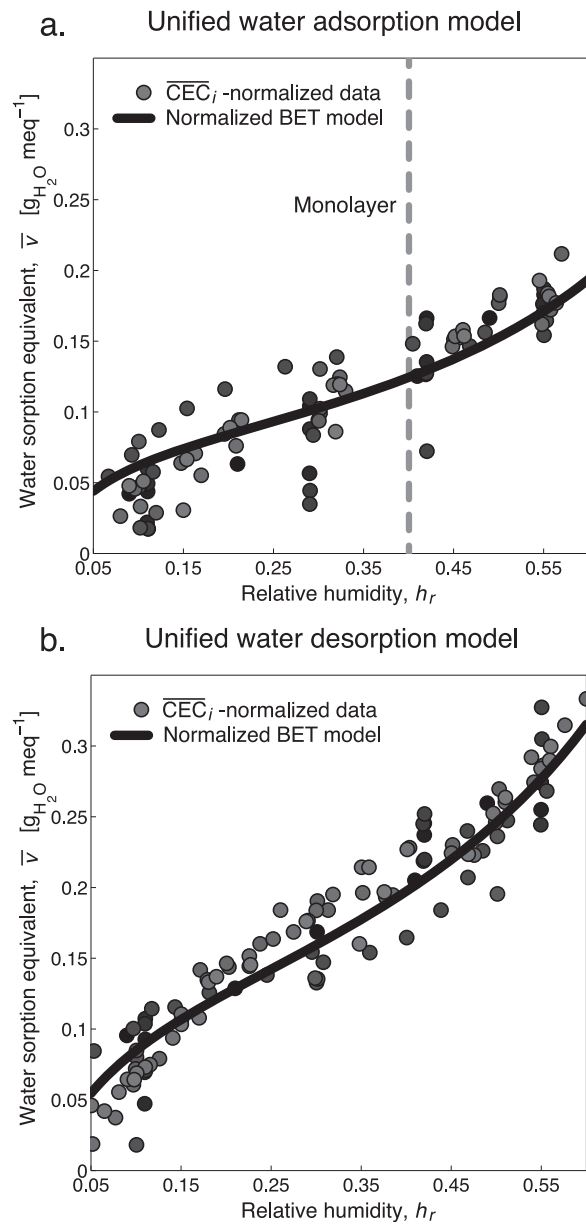 a. Unified water adsorption model
CEC̅ᵢ -normalized data
Normalized BET model
Monolayer
Water sorption equivalent, v̅ [g_H₂O meq⁻¹]
0.3
0.25
0.2
0.15
0.1
0.05
0
0.05 0.15 0.25 0.35 0.45 0.55
Relative humidity, hᵣ
b. Unified water desorption model
CEC̅ᵢ -normalized data
Normalized BET model
Water sorption equivalent, v̅ [g_H₂O meq⁻¹]
0.3
0.25
0.2
0.15
0.1
0.05
0
0.05 0.15 0.25 0.35 0.45 0.55
Relative humidity, hᵣ